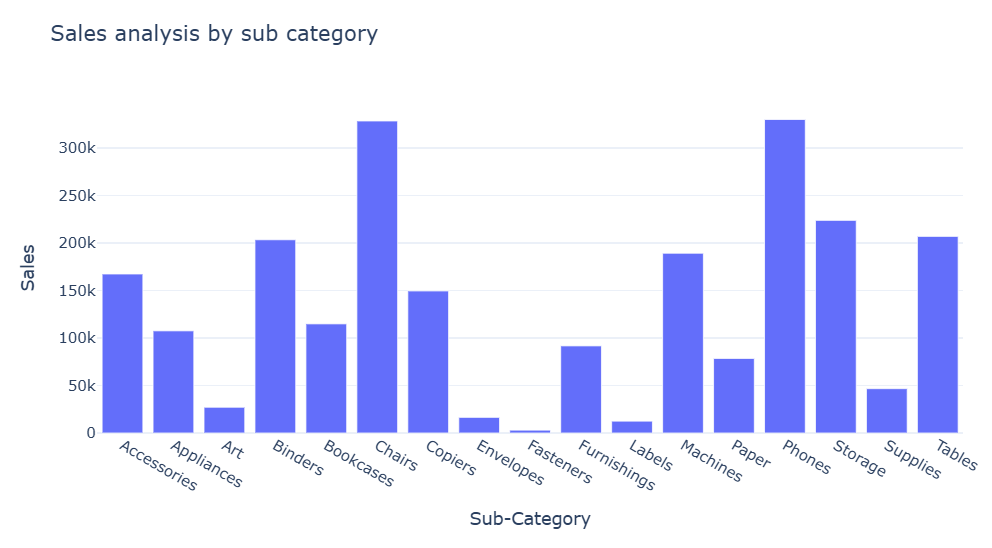 Sales analysis by sub category
300k
250k
200k
150k
100k
50k
0
Sales
Accessories
Appliances
Art
Binders
Bookcases
Chairs
Copiers
Envelopes
Fasteners
Furnishings
Labels
Machines
Paper
Phones
Storage
Supplies
Tables
Sub-Category